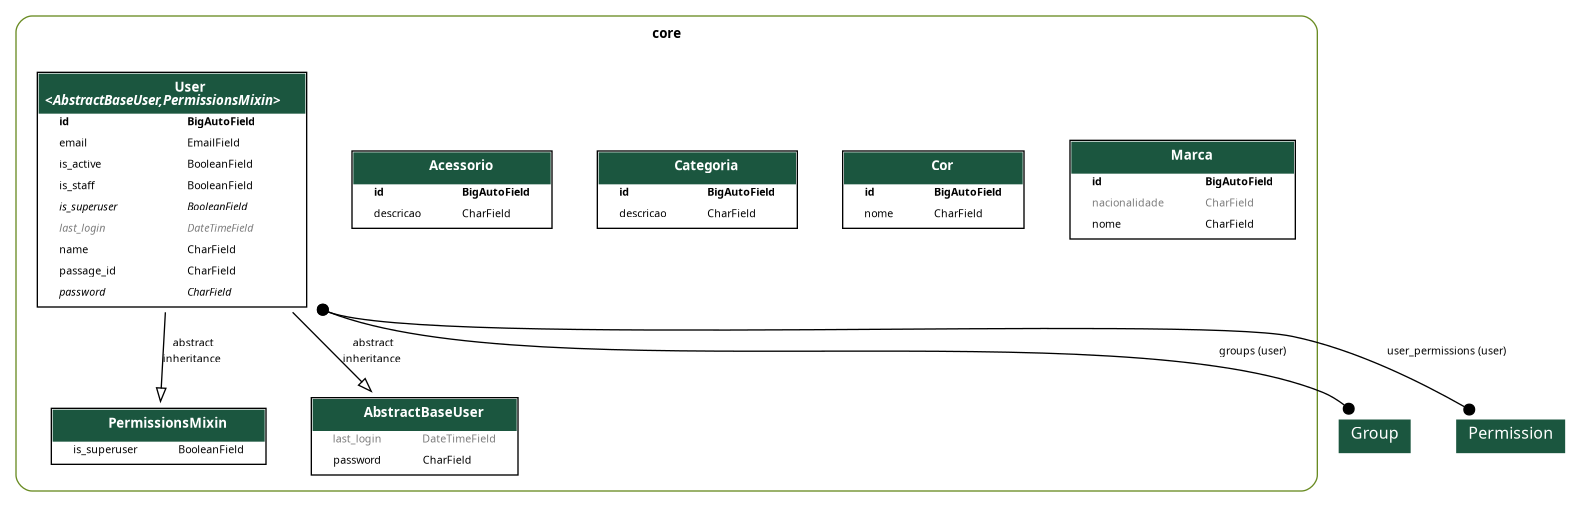 core
User
<AbstractBaseUser,PermissionsMixin>
id BigAutoField
email EmailField
is_active BooleanField
is_staff BooleanField
is_superuser BooleanField
last_login DateTimeField
name CharField
passage_id CharField
password CharField
Acessorio
id BigAutoField
descricao CharField
Categoria
id BigAutoField
descricao CharField
Cor
id BigAutoField
nome CharField
Marca
id BigAutoField
nacionalidade CharField
nome CharField
abstract
inheritance
abstract
inheritance
groups (user)
user_permissions (user)
PermissionsMixin
is_superuser BooleanField
AbstractBaseUser
last_login DateTimeField
password CharField
Group
Permission